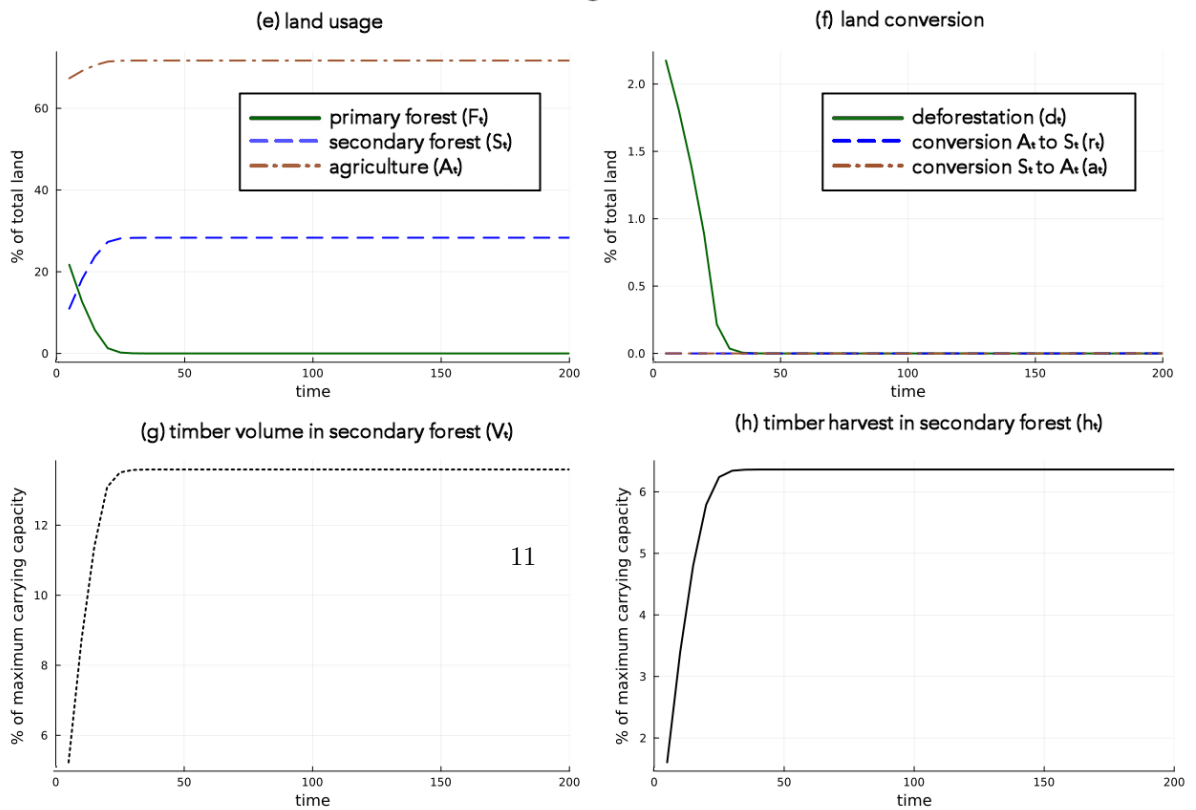 (e) land usage
% of total land
60
40
20
0
primary forest (Fₜ)
secondary forest (Sₜ)
agriculture (Aₜ)
0 50 100 150 200
time
(f) land conversion
% of total land
2.0
1.5
1.0
0.5
0.0
deforestation (dₜ)
conversion Aₜ to Sₜ (rₜ)
conversion Sₜ to Aₜ (aₜ)
0 50 100 150 200
time
(g) timber volume in secondary forest (Vₜ)
% of maximum carrying capacity
12
10
8
6
11
0 50 100 150 200
time
(h) timber harvest in secondary forest (hₜ)
% of maximum carrying capacity
6
5
4
3
2
0 50 100 150 200
time